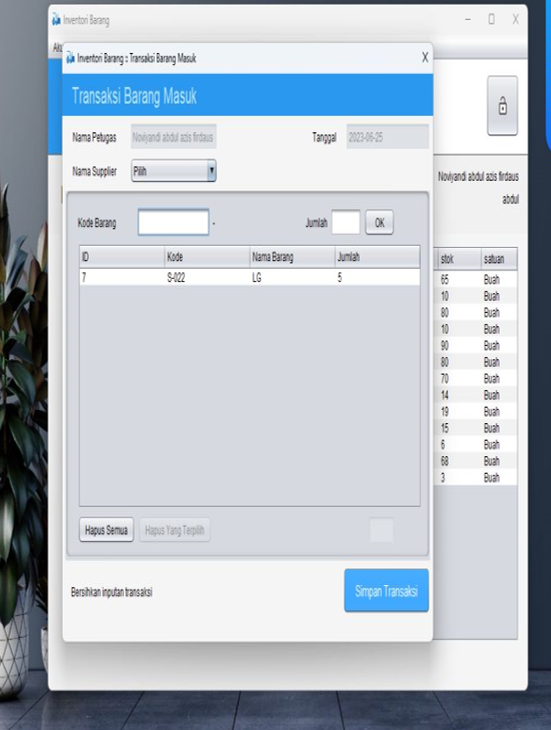 Inventori Barang
Inventori Barang :: Transaksi Barang Masuk
Transaksi Barang Masuk
Nama Petugas Noviyandi abdul azis firdaus Tanggal 2023-06-25
Nama Supplier Pilih
Noviyandi abdul azis firdaus
abdul
Kode Barang - Jumlah OK
ID Kode Nama Barang Jumlah
7 S-022 LG 5
stok satuan
65 Buah
10 Buah
80 Buah
10 Buah
90 Buah
80 Buah
70 Buah
14 Buah
19 Buah
15 Buah
6 Buah
68 Buah
3 Buah
Hapus Semua Hapus Yang Terpilih
Bersihkan inputan transaksi Simpan Transaksi